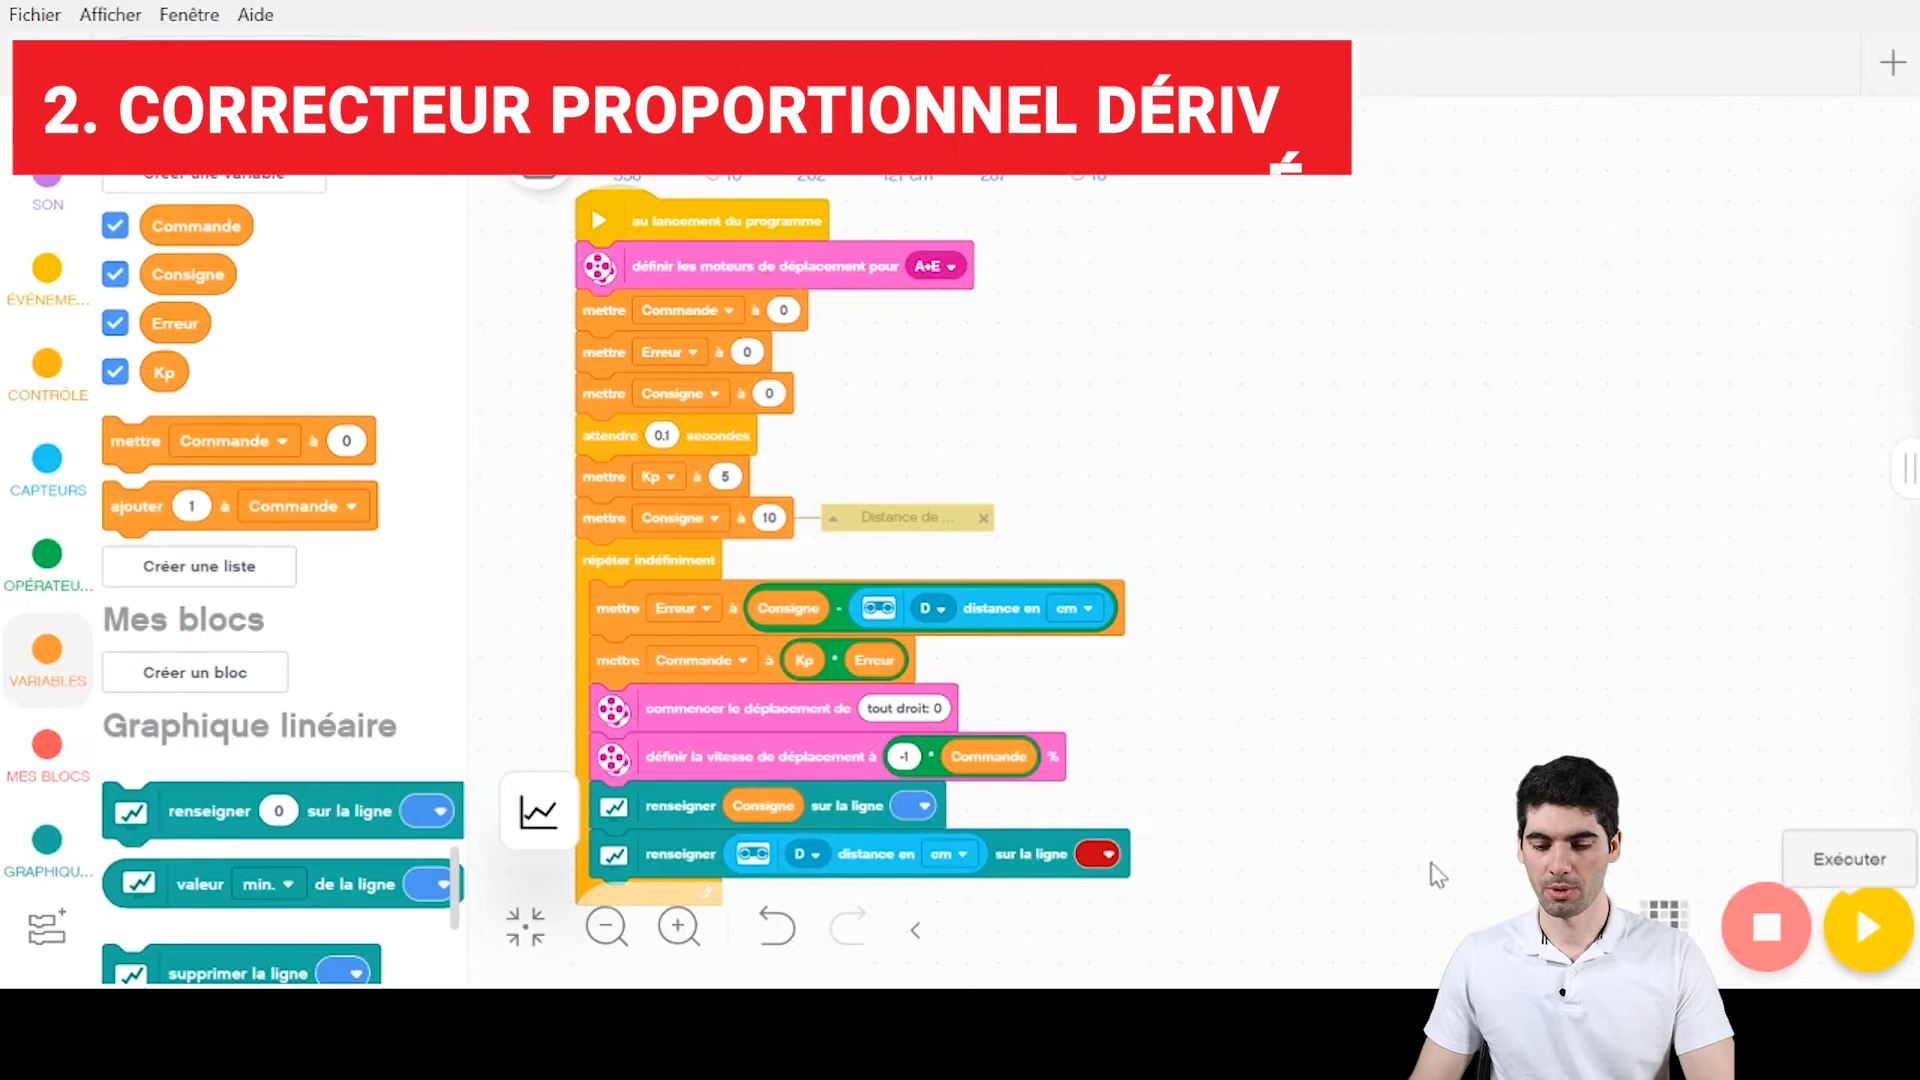 Fichier Afficher Fenêtre Aide
2. CORRECTEUR PROPORTIONNEL DÉRIV
É
SON
Commande
Consigne
Erreur
Kp
ÉVÉNEME...
CONTRÔLE
CAPTEURS
OPÉRATEU...
VARIABLES
MES BLOCS
GRAPHIQU...
mettre Commande à 0
ajouter 1 à Commande
Créer une liste
Mes blocs
Créer un bloc
Graphique linéaire
renseigner 0 sur la ligne
valeur min. de la ligne
supprimer la ligne
au lancement du programme
définir les moteurs de déplacement pour A+E
mettre Commande à 0
mettre Erreur à 0
mettre Consigne à 0
attendre 0.1 secondes
mettre Kp à 5
mettre Consigne à 10 Distance de ...
répéter indéfiniment
mettre Erreur à Consigne - D distance en cm
mettre Commande à Kp * Erreur
commencer le déplacement de tout droit: 0
définir la vitesse de déplacement à -1 * Commande %
renseigner Consigne sur la ligne
renseigner D distance en cm sur la ligne
Exécuter